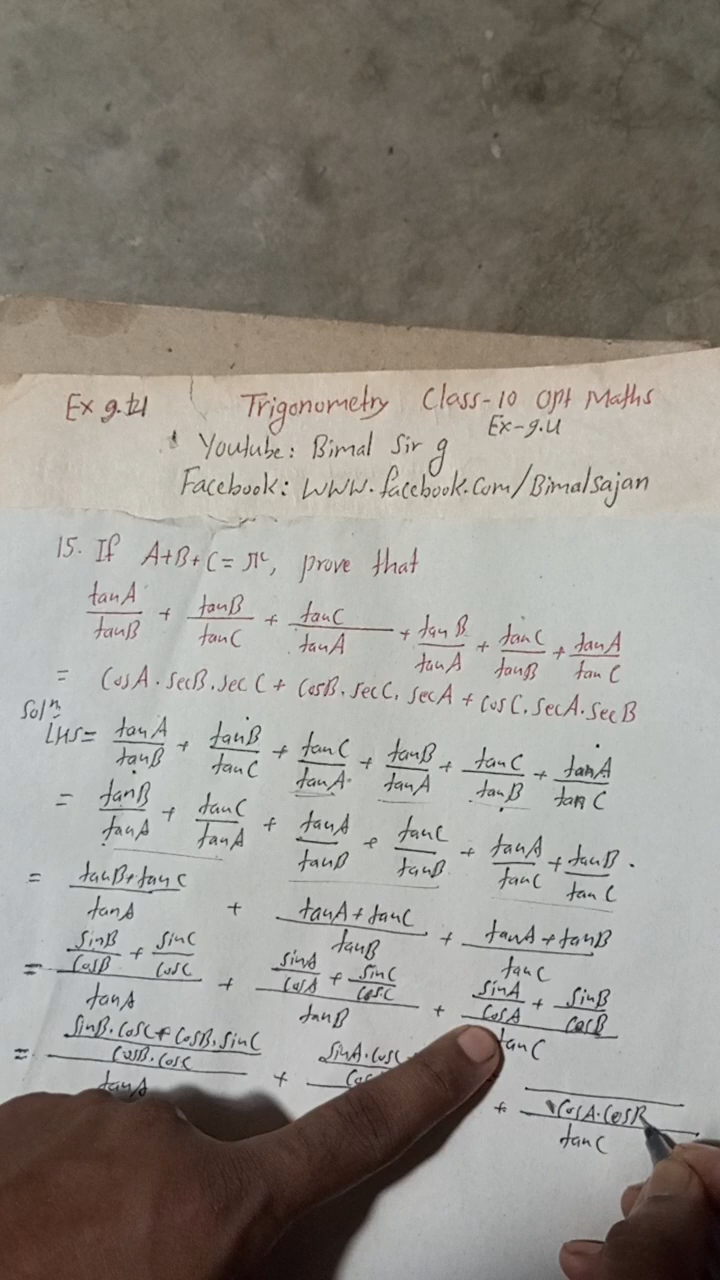 Ex 9.4 Trigonometry Class-10 Opt Maths
Ex-9.4
Youtube: Bimal Sir g
Facebook: WWW.facebook.Com/Bimalsajan
15. If A+B+C = πᶜ, prove that
tanA/tanB + tanB/tanC + tanC/tanA + tanB/tanA + tanC/tanB + tanA/tanC
= CosA.secB.secC + CosB.secC.secA + cosC.secA.secB
Solⁿ
LHS = tanA/tanB + tanB/tanC + tanC/tanA + tanB/tanA + tanC/tanB + tanA/tanC
= tanB/tanA + tanC/tanA + tanA/tanB + tanC/tanB + tanA/tanC + tanB/tanC
= (tanB+tanC)/tanA + (tanA+tanC)/tanB + (tanA+tanB)/tanC
= (SinB/CosB + SinC/CosC)/tanA + (SinA/CosA + SinC/CosC)/tanB + (SinA/CosA + SinB/CosB)/tanC
= (SinB.CosC+CosB.SinC)/(CosB.CosC)/tanA + SinA.Cos + CosA.CosB/tanC